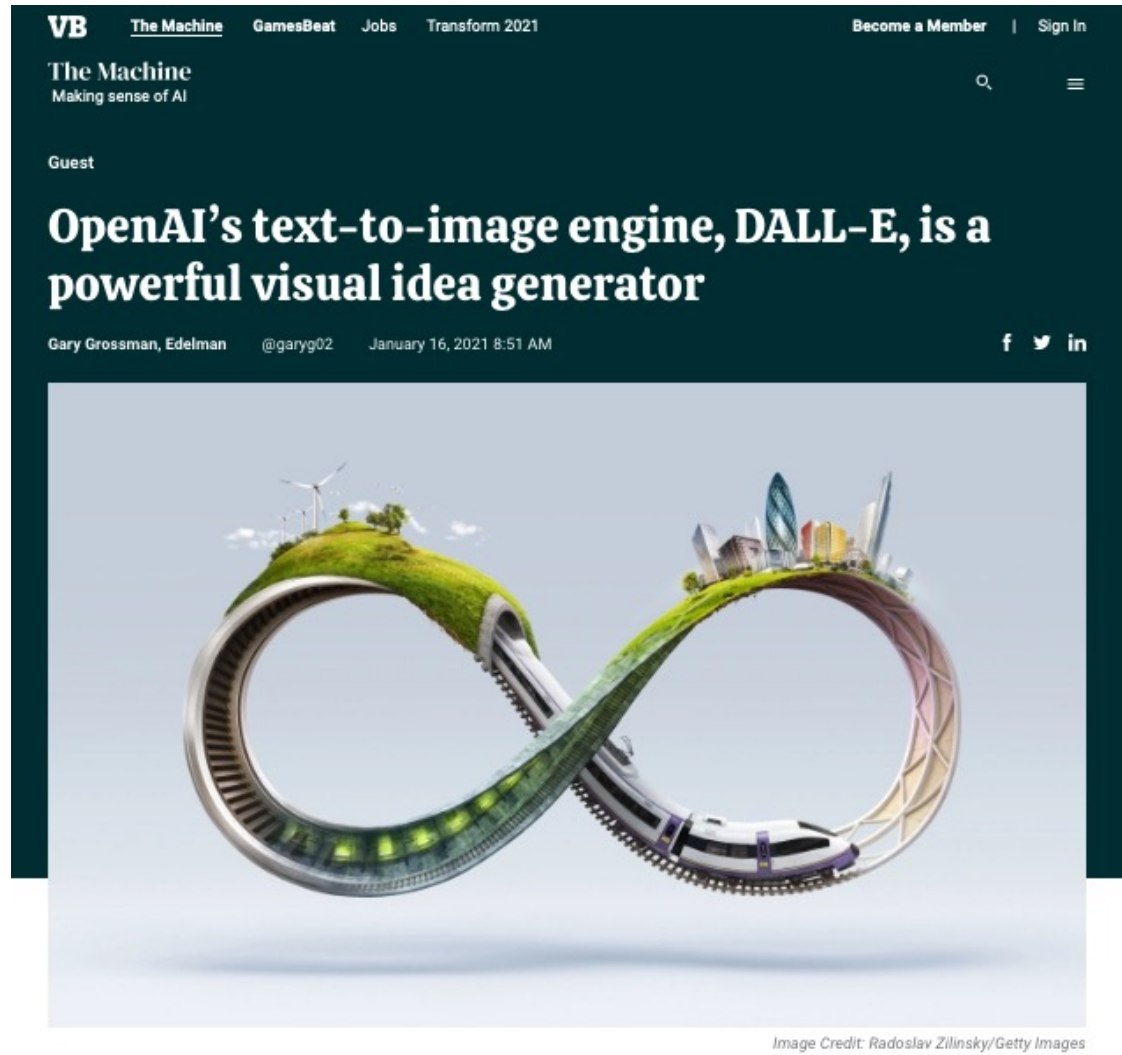 VB The Machine GamesBeat Jobs Transform 2021 Become a Member | Sign In
The Machine
Making sense of AI
Guest
OpenAI’s text-to-image engine, DALL-E, is a
powerful visual idea generator
Gary Grossman, Edelman @garyg02 January 16, 2021 8:51 AM
Image Credit: Radoslav Zilinsky/Getty Images